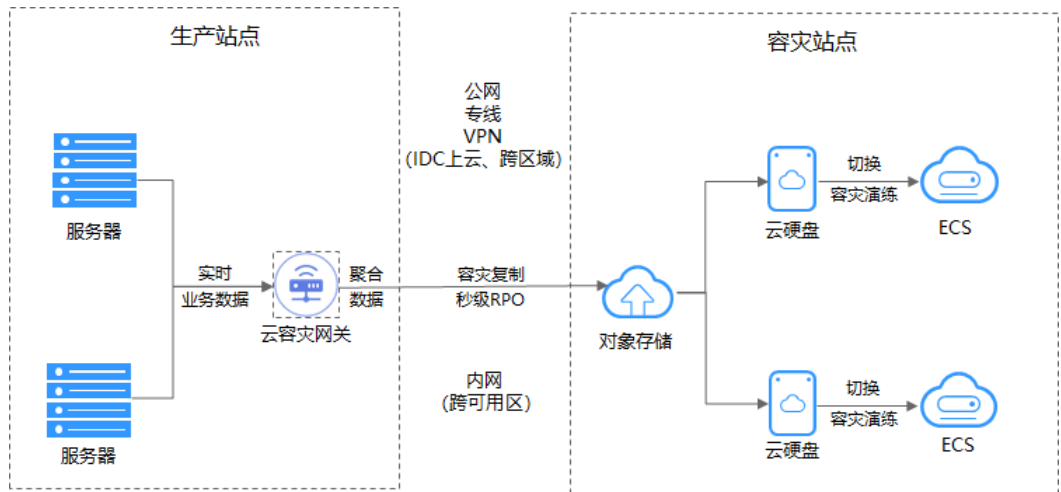 生产站点
容灾站点
公网
专线
VPN
(IDC上云、跨区域)
服务器
实时
业务数据
云容灾网关
聚合
数据
容灾复制
秒级RPO
对象存储
云硬盘
切换
容灾演练
ECS
内网
(跨可用区)
服务器
云硬盘
切换
容灾演练
ECS